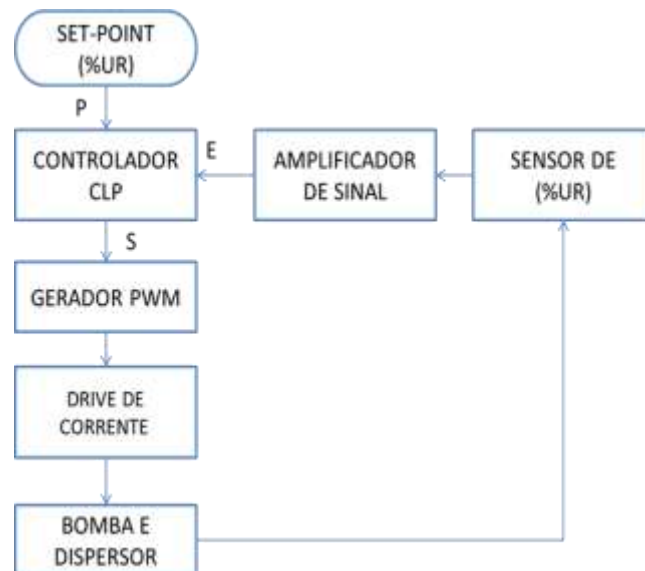 SET-POINT
(%UR)
P
CONTROLADOR
CLP
E
AMPLIFICADOR
DE SINAL
SENSOR DE
(%UR)
S
GERADOR PWM
DRIVE DE
CORRENTE
BOMBA E
DISPERSOR